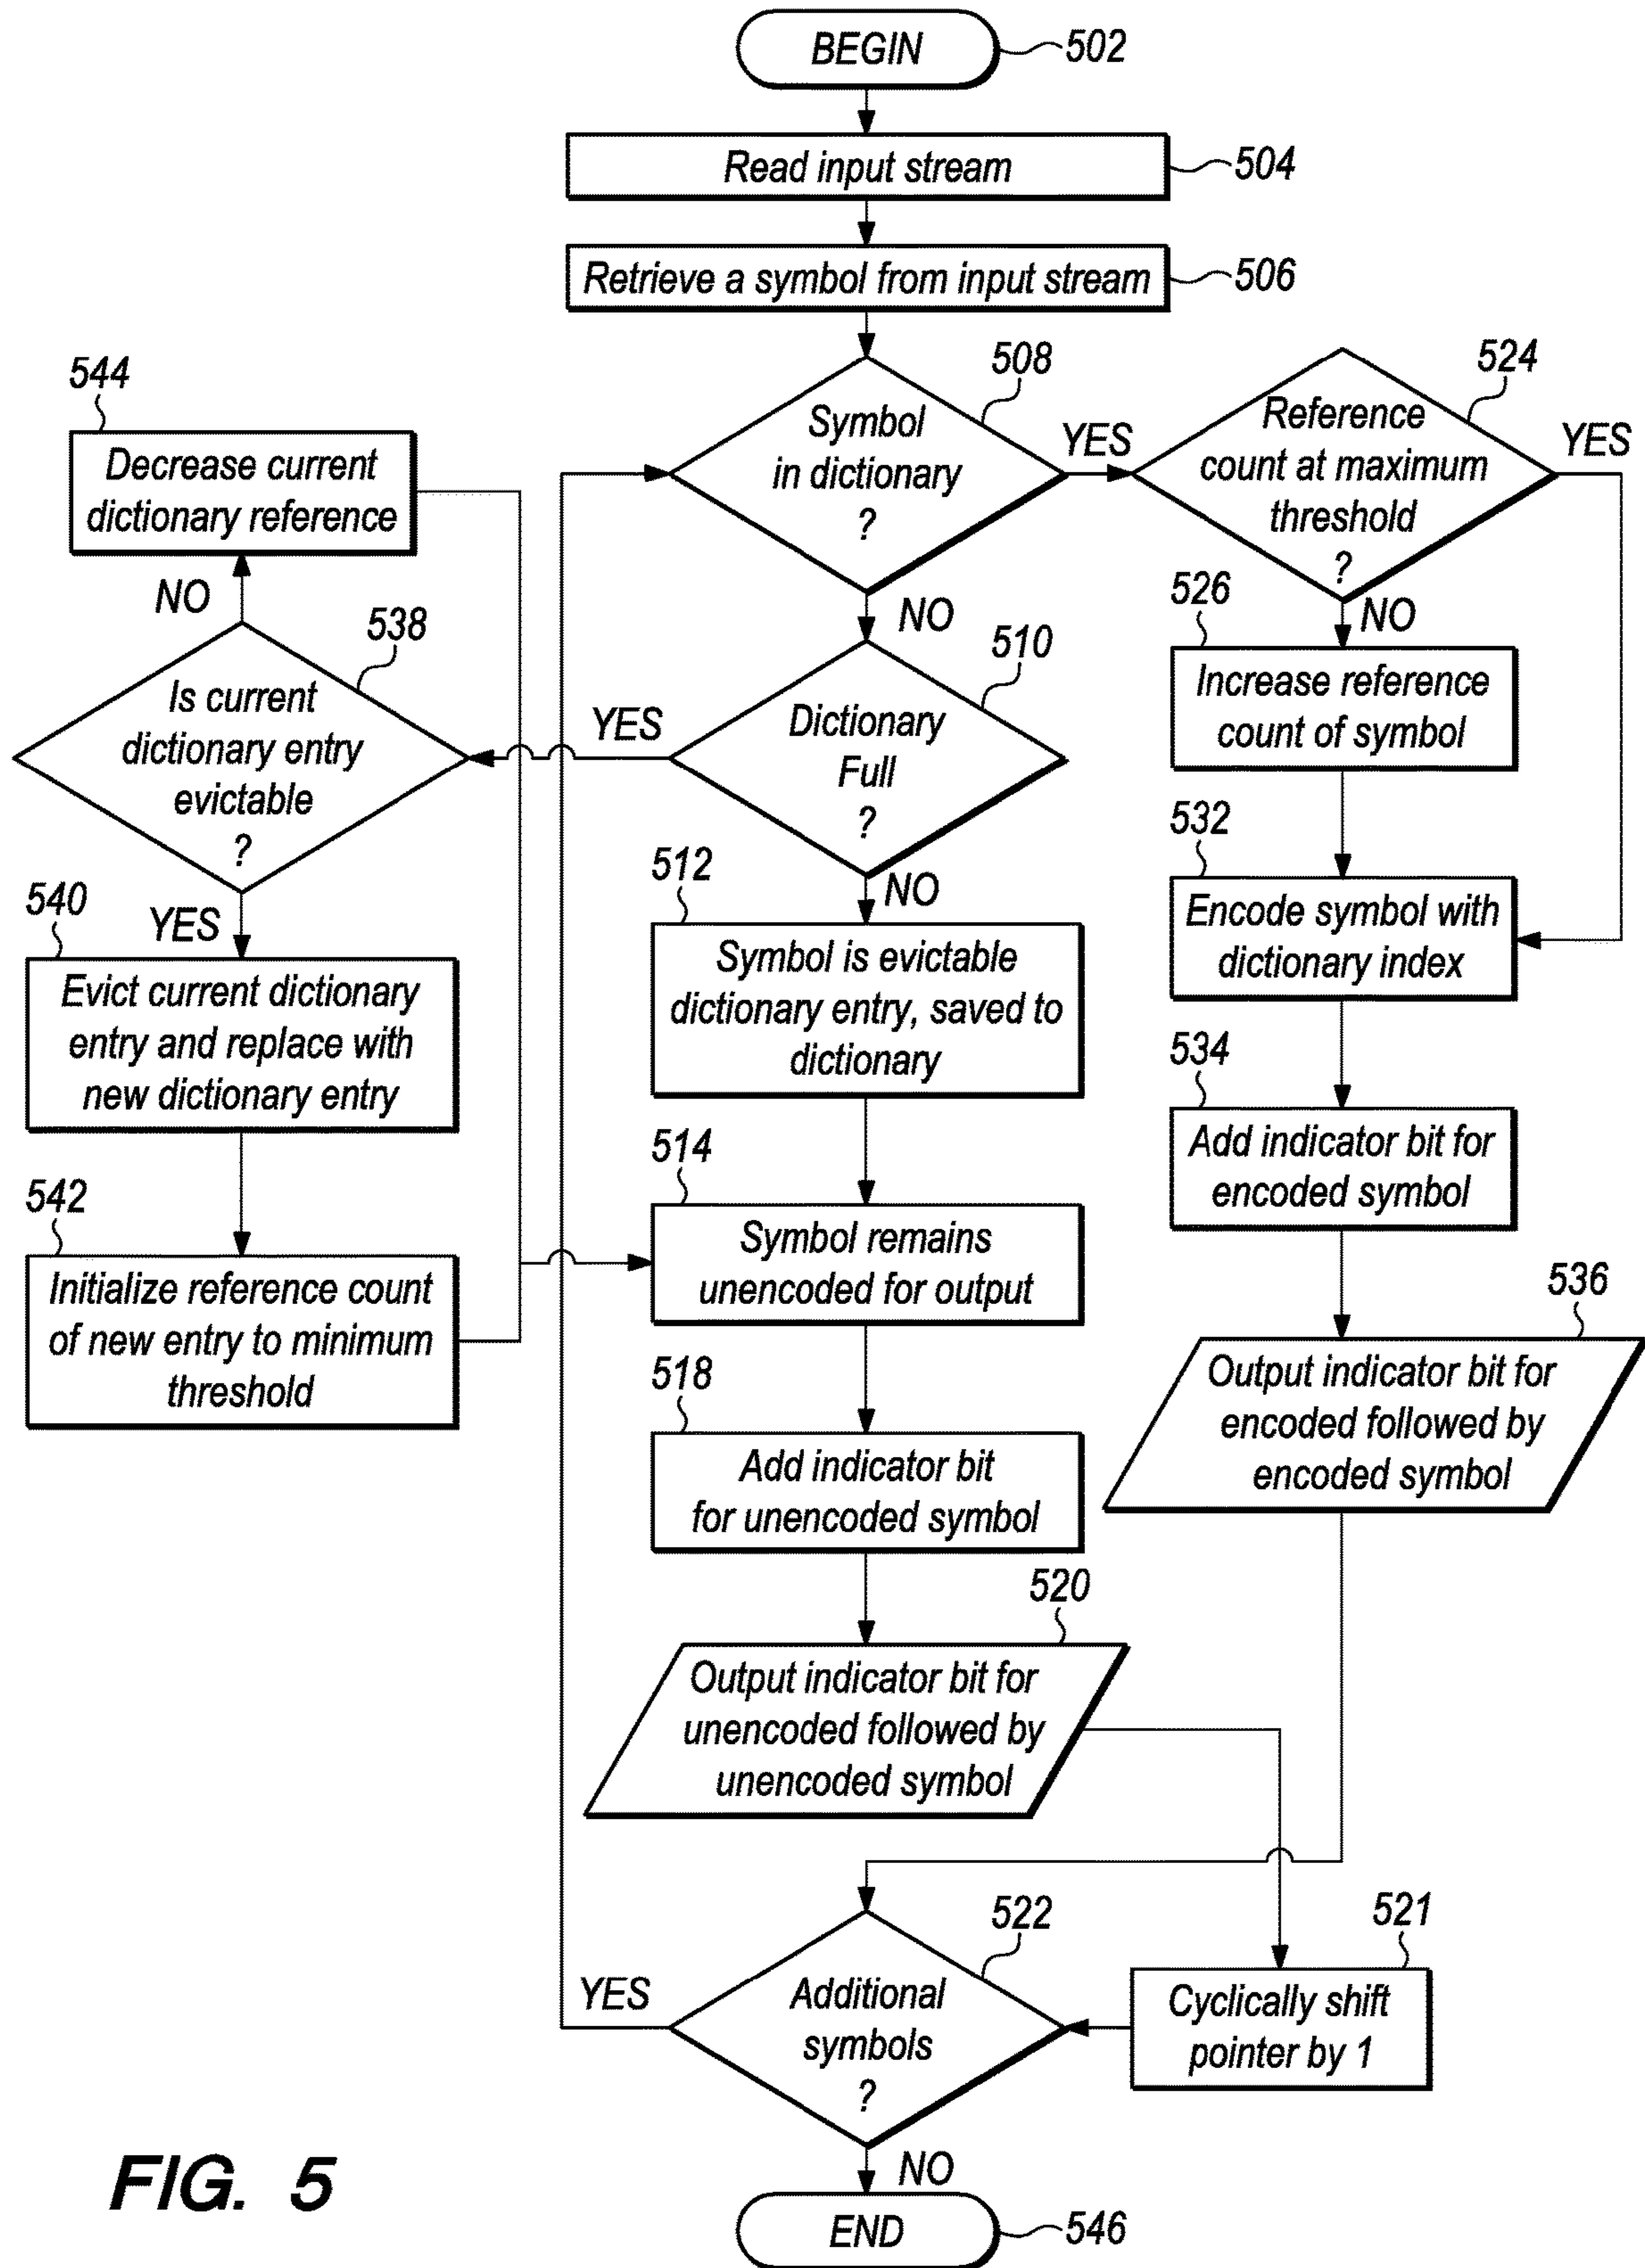 BEGIN
502
Read input stream
504
Retrieve a symbol from input stream
506
508
Symbol
in dictionary
?
YES
NO
524
Reference
count at maximum
threshold
?
YES
NO
544
Decrease current
dictionary reference
NO
538
Is current
dictionary entry
evictable
?
YES
510
Dictionary
Full
?
YES
NO
526
Increase reference
count of symbol
532
Encode symbol with
dictionary index
534
Add indicator bit for
encoded symbol
536
Output indicator bit for
encoded followed by
encoded symbol
540
Evict current dictionary
entry and replace with
new dictionary entry
542
Initialize reference count
of new entry to minimum
threshold
512
Symbol is evictable
dictionary entry, saved to
dictionary
514
Symbol remains
unencoded for output
518
Add indicator bit
for unencoded symbol
520
Output indicator bit for
unencoded followed by
unencoded symbol
521
Cyclically shift
pointer by 1
522
Additional
symbols
?
YES
NO
END
546
FIG. 5